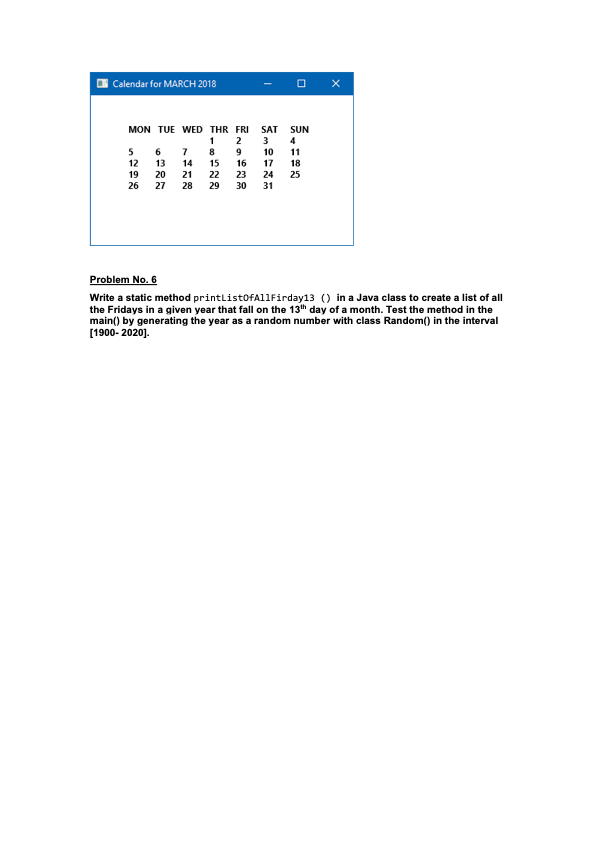 Calendar for MARCH 2018
MON TUE WED THR FRI SAT SUN
1 2 3 4
5 6 7 8 9 10 11
12 13 14 15 16 17 18
19 20 21 22 23 24 25
26 27 28 29 30 31
Problem No. 6
Write a static method printListOfAllFirday13 () in a Java class to create a list of all
the Fridays in a given year that fall on the 13th day of a month. Test the method in the
main() by generating the year as a random number with class Random() in the interval
[1900- 2020].